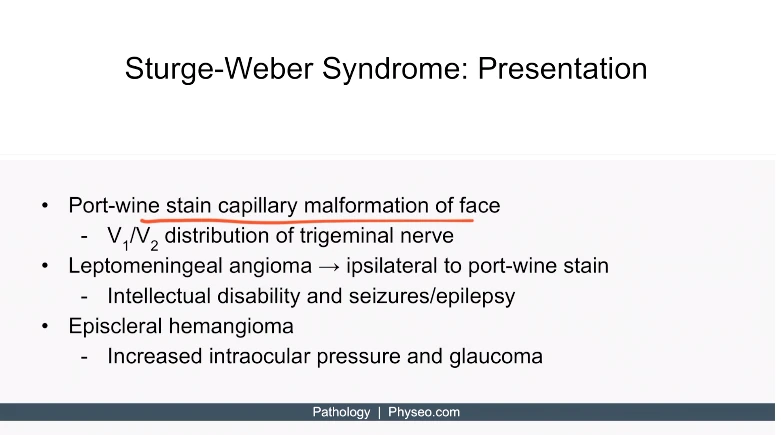 Sturge-Weber Syndrome: Presentation
• Port-wine stain capillary malformation of face
- V₁/V₂ distribution of trigeminal nerve
• Leptomeningeal angioma → ipsilateral to port-wine stain
- Intellectual disability and seizures/epilepsy
• Episcleral hemangioma
- Increased intraocular pressure and glaucoma
Pathology | Physeo.com